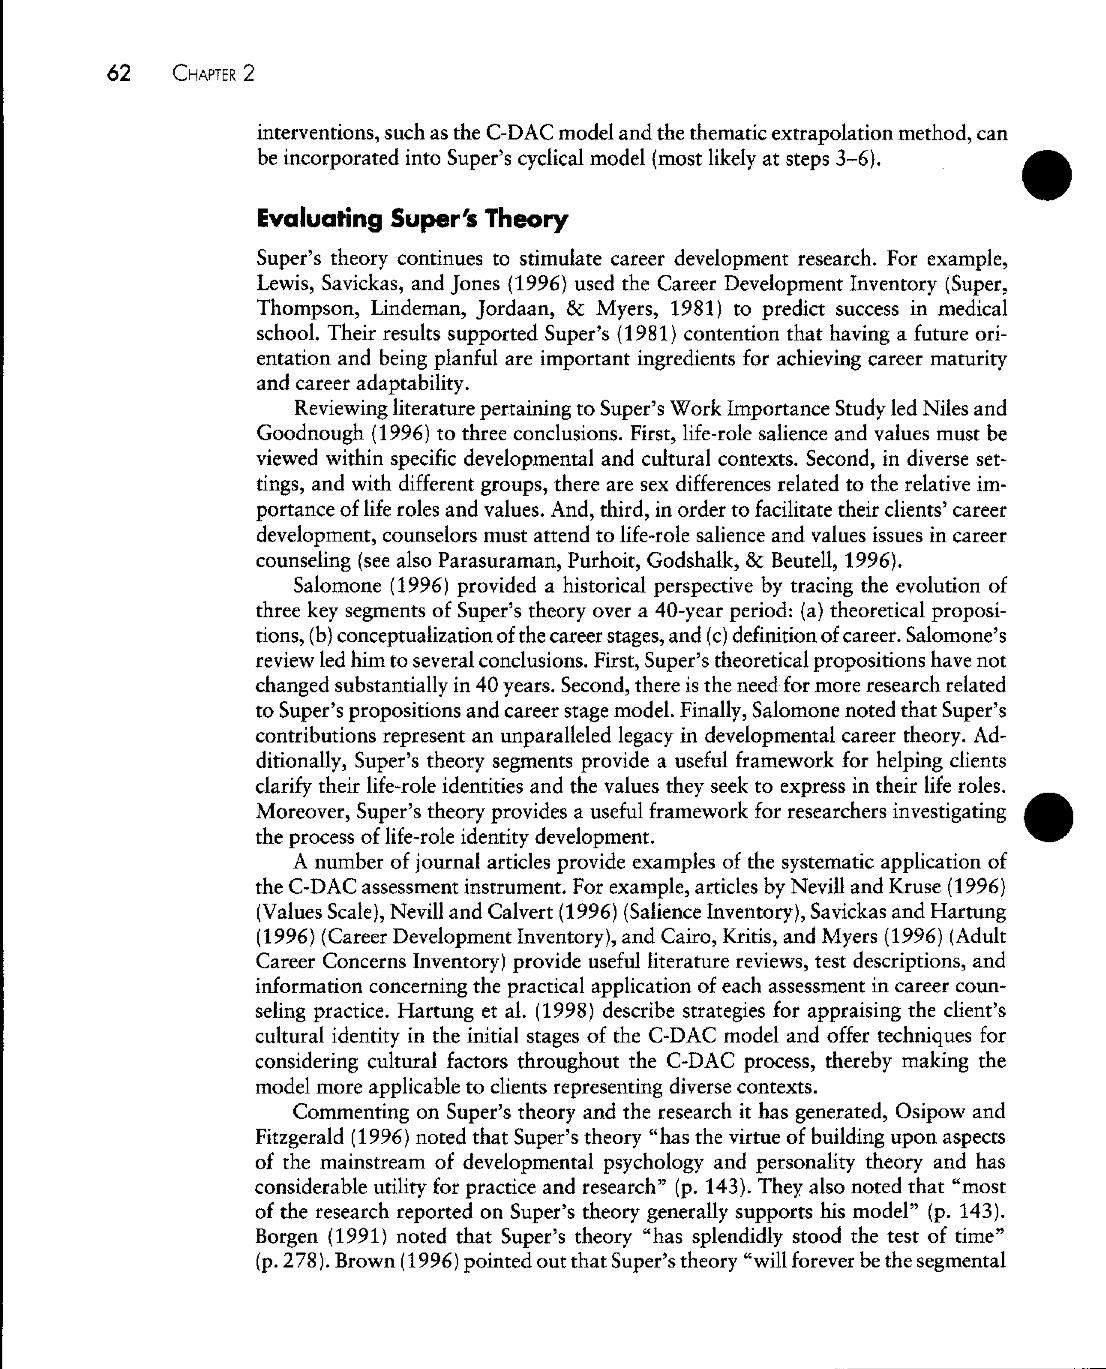 62 CHAPTER 2
interventions, such as the C-DAC model and the thematic extrapolation method, can
be incorporated into Super's cyclical model (most likely at steps 3–6).
Evaluating Super's Theory
Super's theory continues to stimulate career development research. For example,
Lewis, Savickas, and Jones (1996) used the Career Development Inventory (Super,
Thompson, Lindeman, Jordaan, & Myers, 1981) to predict success in medical
school. Their results supported Super's (1981) contention that having a future ori-
entation and being planful are important ingredients for achieving career maturity
and career adaptability.
Reviewing literature pertaining to Super's Work Importance Study led Niles and
Goodnough (1996) to three conclusions. First, life-role salience and values must be
viewed within specific developmental and cultural contexts. Second, in diverse set-
tings, and with different groups, there are sex differences related to the relative im-
portance of life roles and values. And, third, in order to facilitate their clients' career
development, counselors must attend to life-role salience and values issues in career
counseling (see also Parasuraman, Purhoit, Godshalk, & Beutell, 1996).
Salomone (1996) provided a historical perspective by tracing the evolution of
three key segments of Super's theory over a 40-year period: (a) theoretical proposi-
tions, (b) conceptualization of the career stages, and (c) definition of career. Salomone's
review led him to several conclusions. First, Super's theoretical propositions have not
changed substantially in 40 years. Second, there is the need for more research related
to Super's propositions and career stage model. Finally, Salomone noted that Super's
contributions represent an unparalleled legacy in developmental career theory. Ad-
ditionally, Super's theory segments provide a useful framework for helping clients
clarify their life-role identities and the values they seek to express in their life roles.
Moreover, Super's theory provides a useful framework for researchers investigating
the process of life-role identity development.
A number of journal articles provide examples of the systematic application of
the C-DAC assessment instrument. For example, articles by Nevill and Kruse (1996)
(Values Scale), Nevill and Calvert (1996) (Salience Inventory), Savickas and Hartung
(1996) (Career Development Inventory), and Cairo, Kritis, and Myers (1996) (Adult
Career Concerns Inventory) provide useful literature reviews, test descriptions, and
information concerning the practical application of each assessment in career coun-
seling practice. Hartung et al. (1998) describe strategies for appraising the client's
cultural identity in the initial stages of the C-DAC model and offer techniques for
considering cultural factors throughout the C-DAC process, thereby making the
model more applicable to clients representing diverse contexts.
Commenting on Super's theory and the research it has generated, Osipow and
Fitzgerald (1996) noted that Super's theory "has the virtue of building upon aspects
of the mainstream of developmental psychology and personality theory and has
considerable utility for practice and research" (p. 143). They also noted that "most
of the research reported on Super's theory generally supports his model" (p. 143).
Borgen (1991) noted that Super's theory "has splendidly stood the test of time"
(p. 278). Brown (1996) pointed out that Super's theory "will forever be the segmental